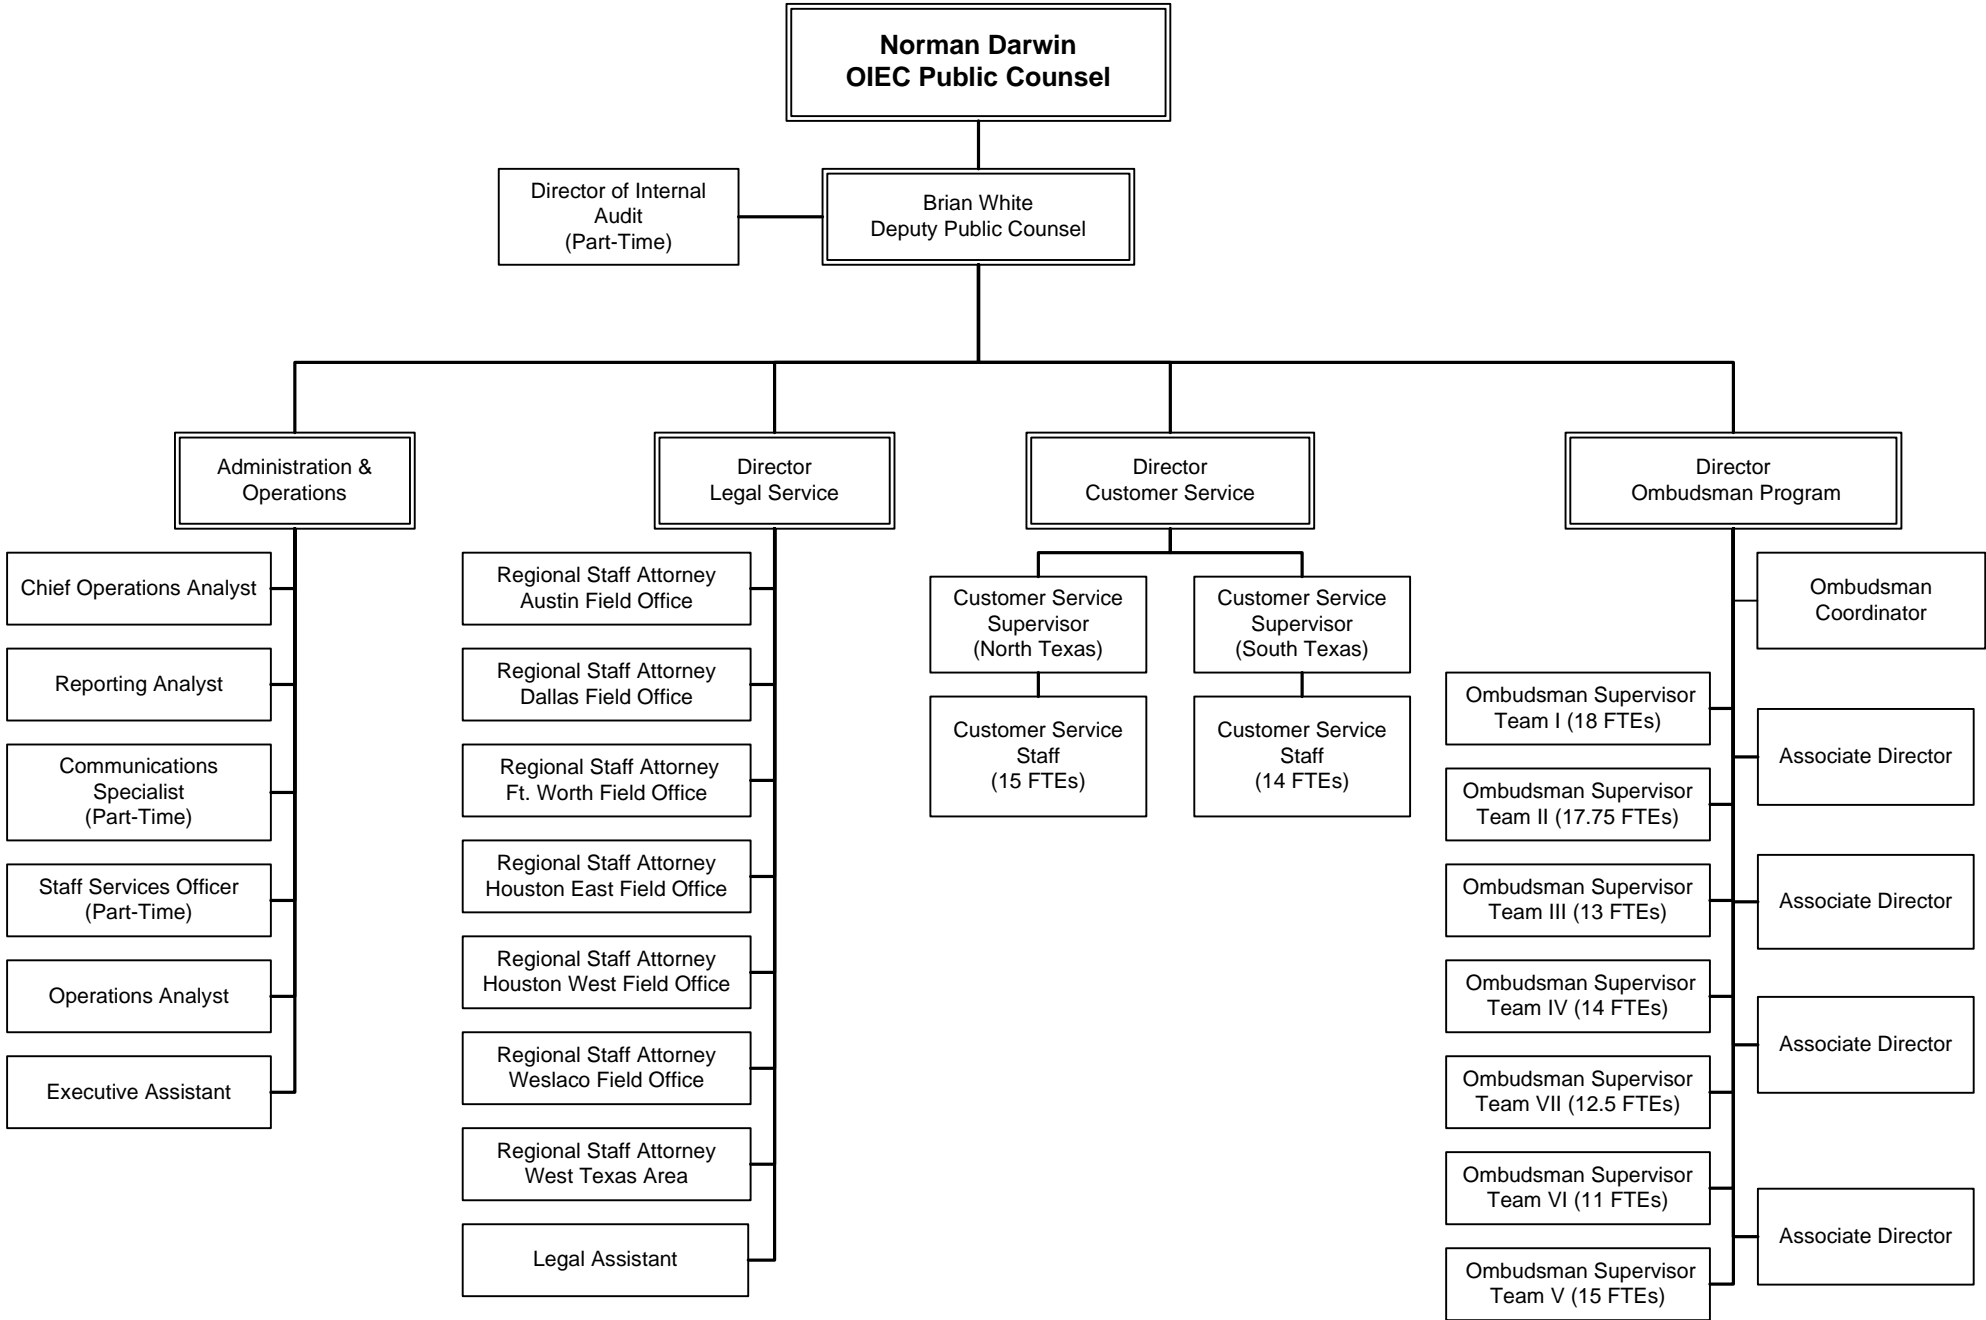 Norman Darwin
OIEC Public Counsel
Director of Internal
Audit
(Part-Time)
Brian White
Deputy Public Counsel
Administration &
Operations
Chief Operations Analyst
Reporting Analyst
Communications
Specialist
(Part-Time)
Staff Services Officer
(Part-Time)
Operations Analyst
Executive Assistant
Director
Legal Service
Regional Staff Attorney
Austin Field Office
Regional Staff Attorney
Dallas Field Office
Regional Staff Attorney
Ft. Worth Field Office
Regional Staff Attorney
Houston East Field Office
Regional Staff Attorney
Houston West Field Office
Regional Staff Attorney
Weslaco Field Office
Regional Staff Attorney
West Texas Area
Legal Assistant
Director
Customer Service
Customer Service
Supervisor
(North Texas)
Customer Service
Staff
(15 FTEs)
Customer Service
Supervisor
(South Texas)
Customer Service
Staff
(14 FTEs)
Director
Ombudsman Program
Ombudsman
Coordinator
Ombudsman Supervisor
Team I (18 FTEs)
Associate Director
Ombudsman Supervisor
Team II (17.75 FTEs)
Ombudsman Supervisor
Team III (13 FTEs)
Associate Director
Ombudsman Supervisor
Team IV (14 FTEs)
Associate Director
Ombudsman Supervisor
Team VII (12.5 FTEs)
Ombudsman Supervisor
Team VI (11 FTEs)
Associate Director
Ombudsman Supervisor
Team V (15 FTEs)